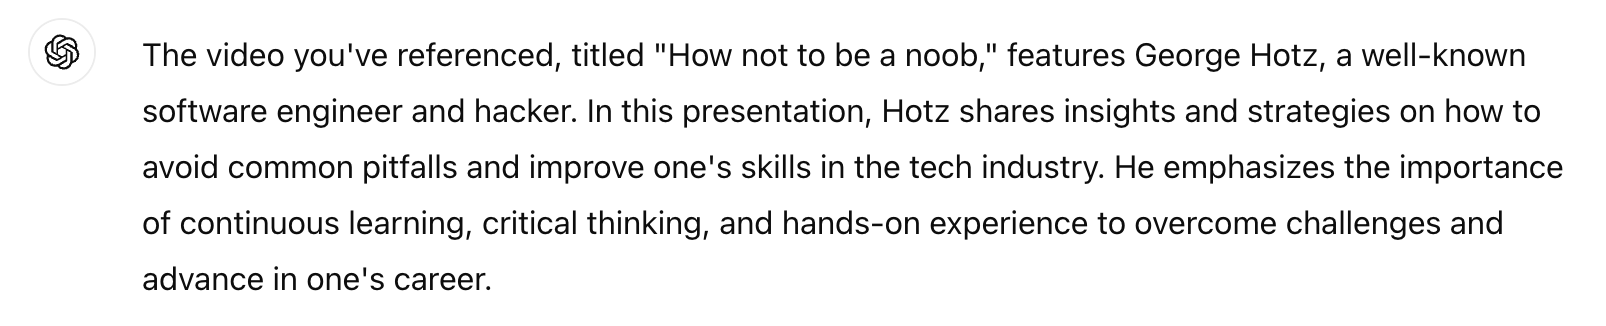 The video you've referenced, titled "How not to be a noob," features George Hotz, a well-known
software engineer and hacker. In this presentation, Hotz shares insights and strategies on how to
avoid common pitfalls and improve one's skills in the tech industry. He emphasizes the importance
of continuous learning, critical thinking, and hands-on experience to overcome challenges and
advance in one's career.